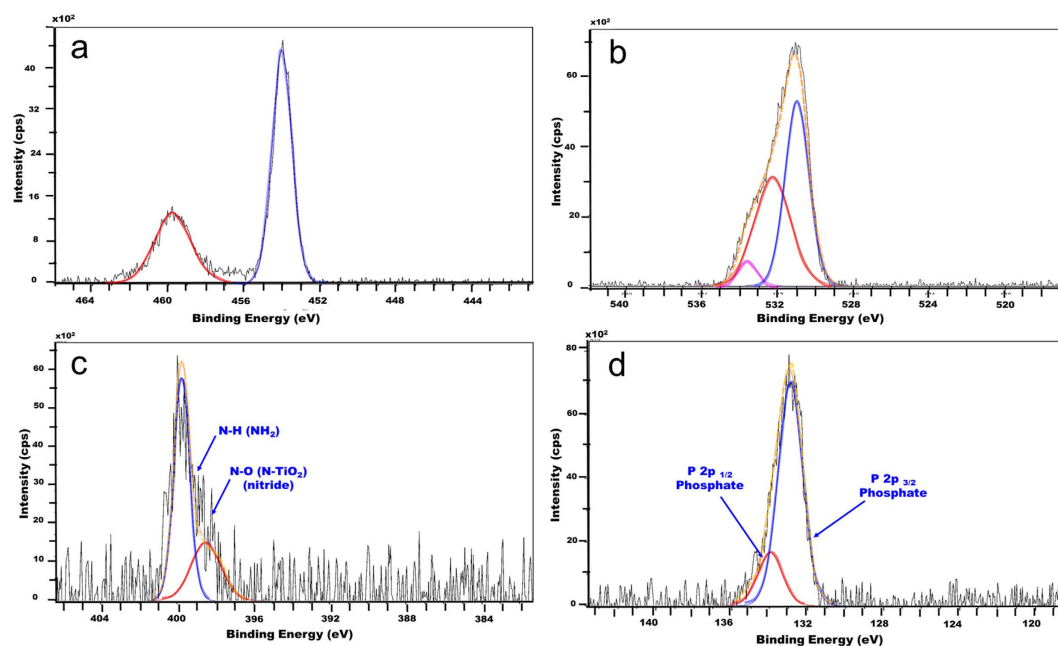 x10²
a
Intensity (cps)
40
32
24
16
8
0
464 460 456 452 448 444
Binding Energy (eV)
x10²
b
Intensity (cps)
60
40
20
0
540 536 532 528 524 520
Binding Energy (eV)
x10²
c
Intensity (cps)
60
50
40
30
20
10
0
N-H (NH₂)
N-O (N-TiO₂)
(nitride)
404 400 396 392 388 384
Binding Energy (eV)
x10²
d
Intensity (cps)
80
60
40
20
0
P 2p 1/2
Phosphate
P 2p 3/2
Phosphate
140 136 132 128 124 120
Binding Energy (eV)